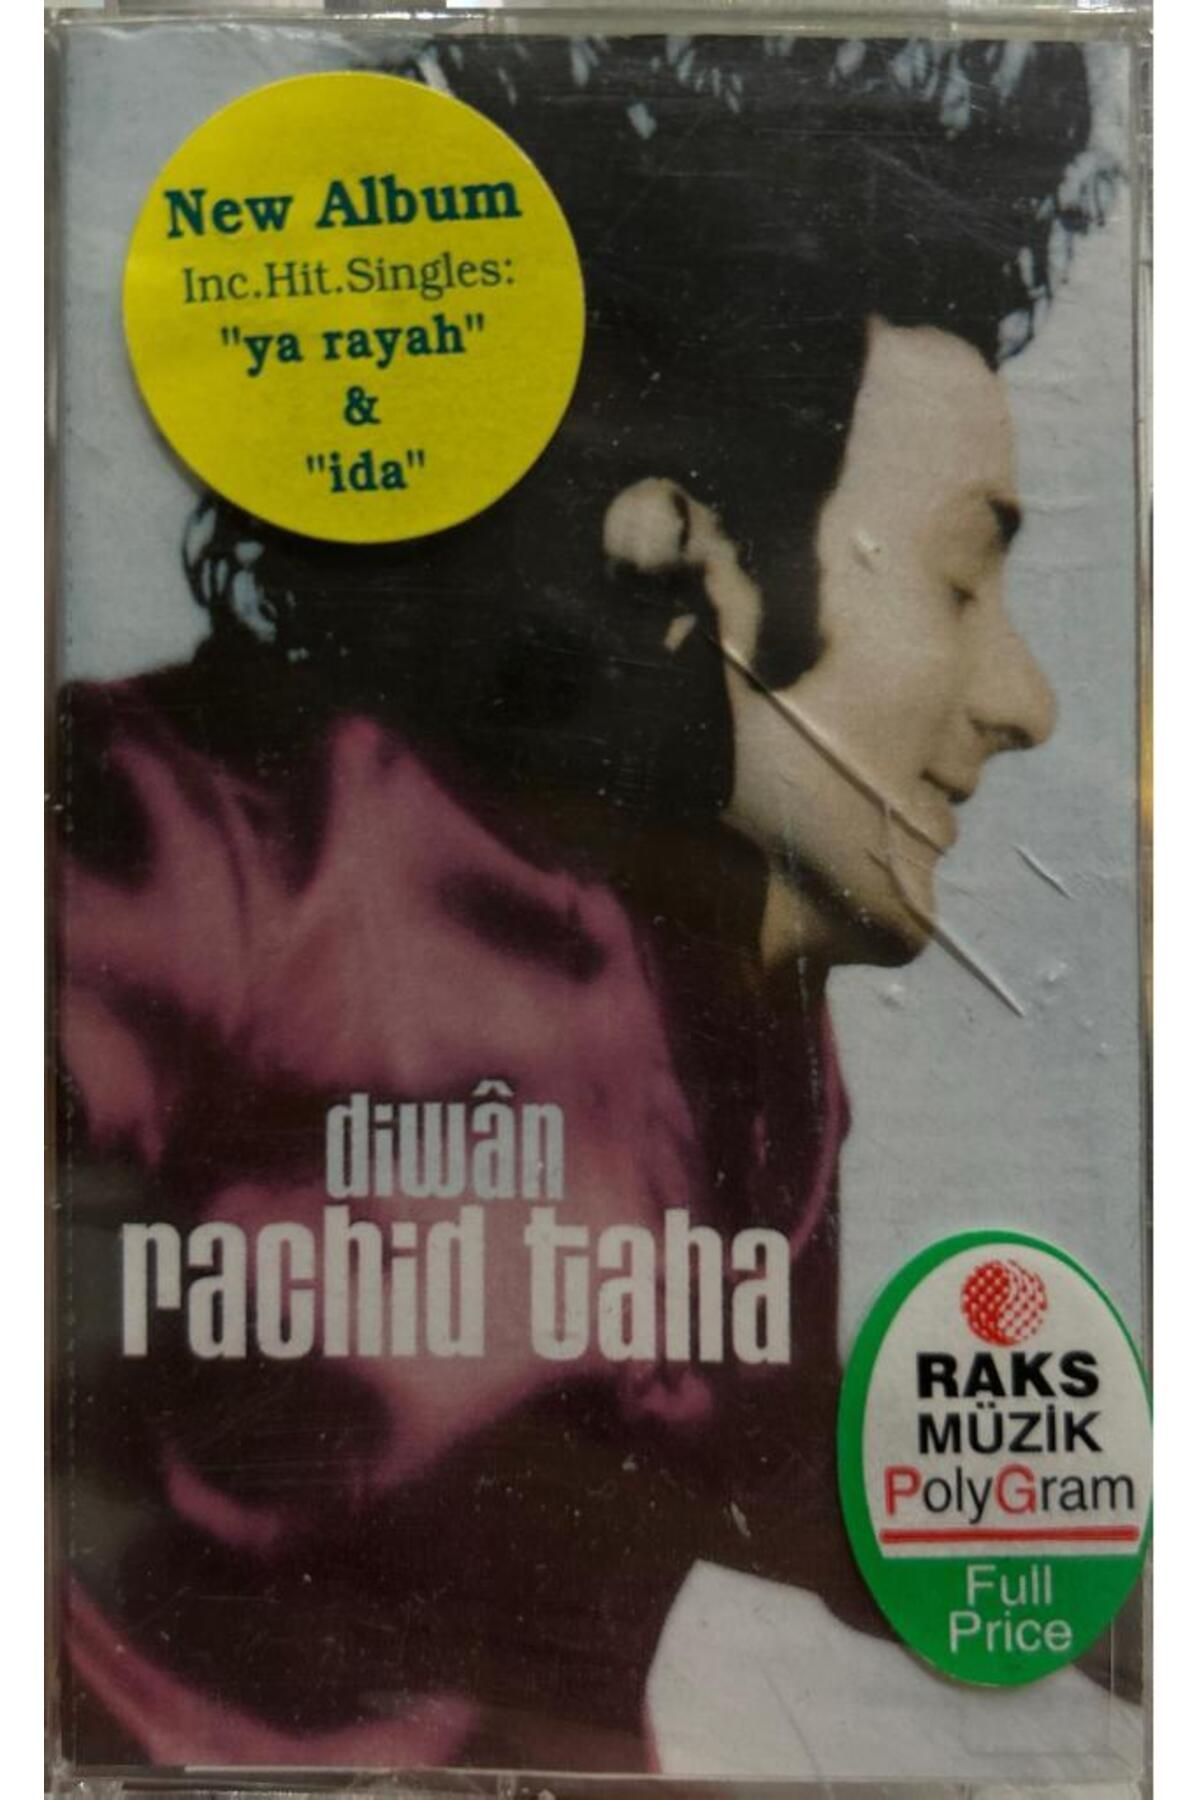 New Album
Inc.Hit.Singles:
"ya rayah"
&
"ida"
diwân
rachid taha
RAKS
MÜZİK
PolyGram
Full
Price